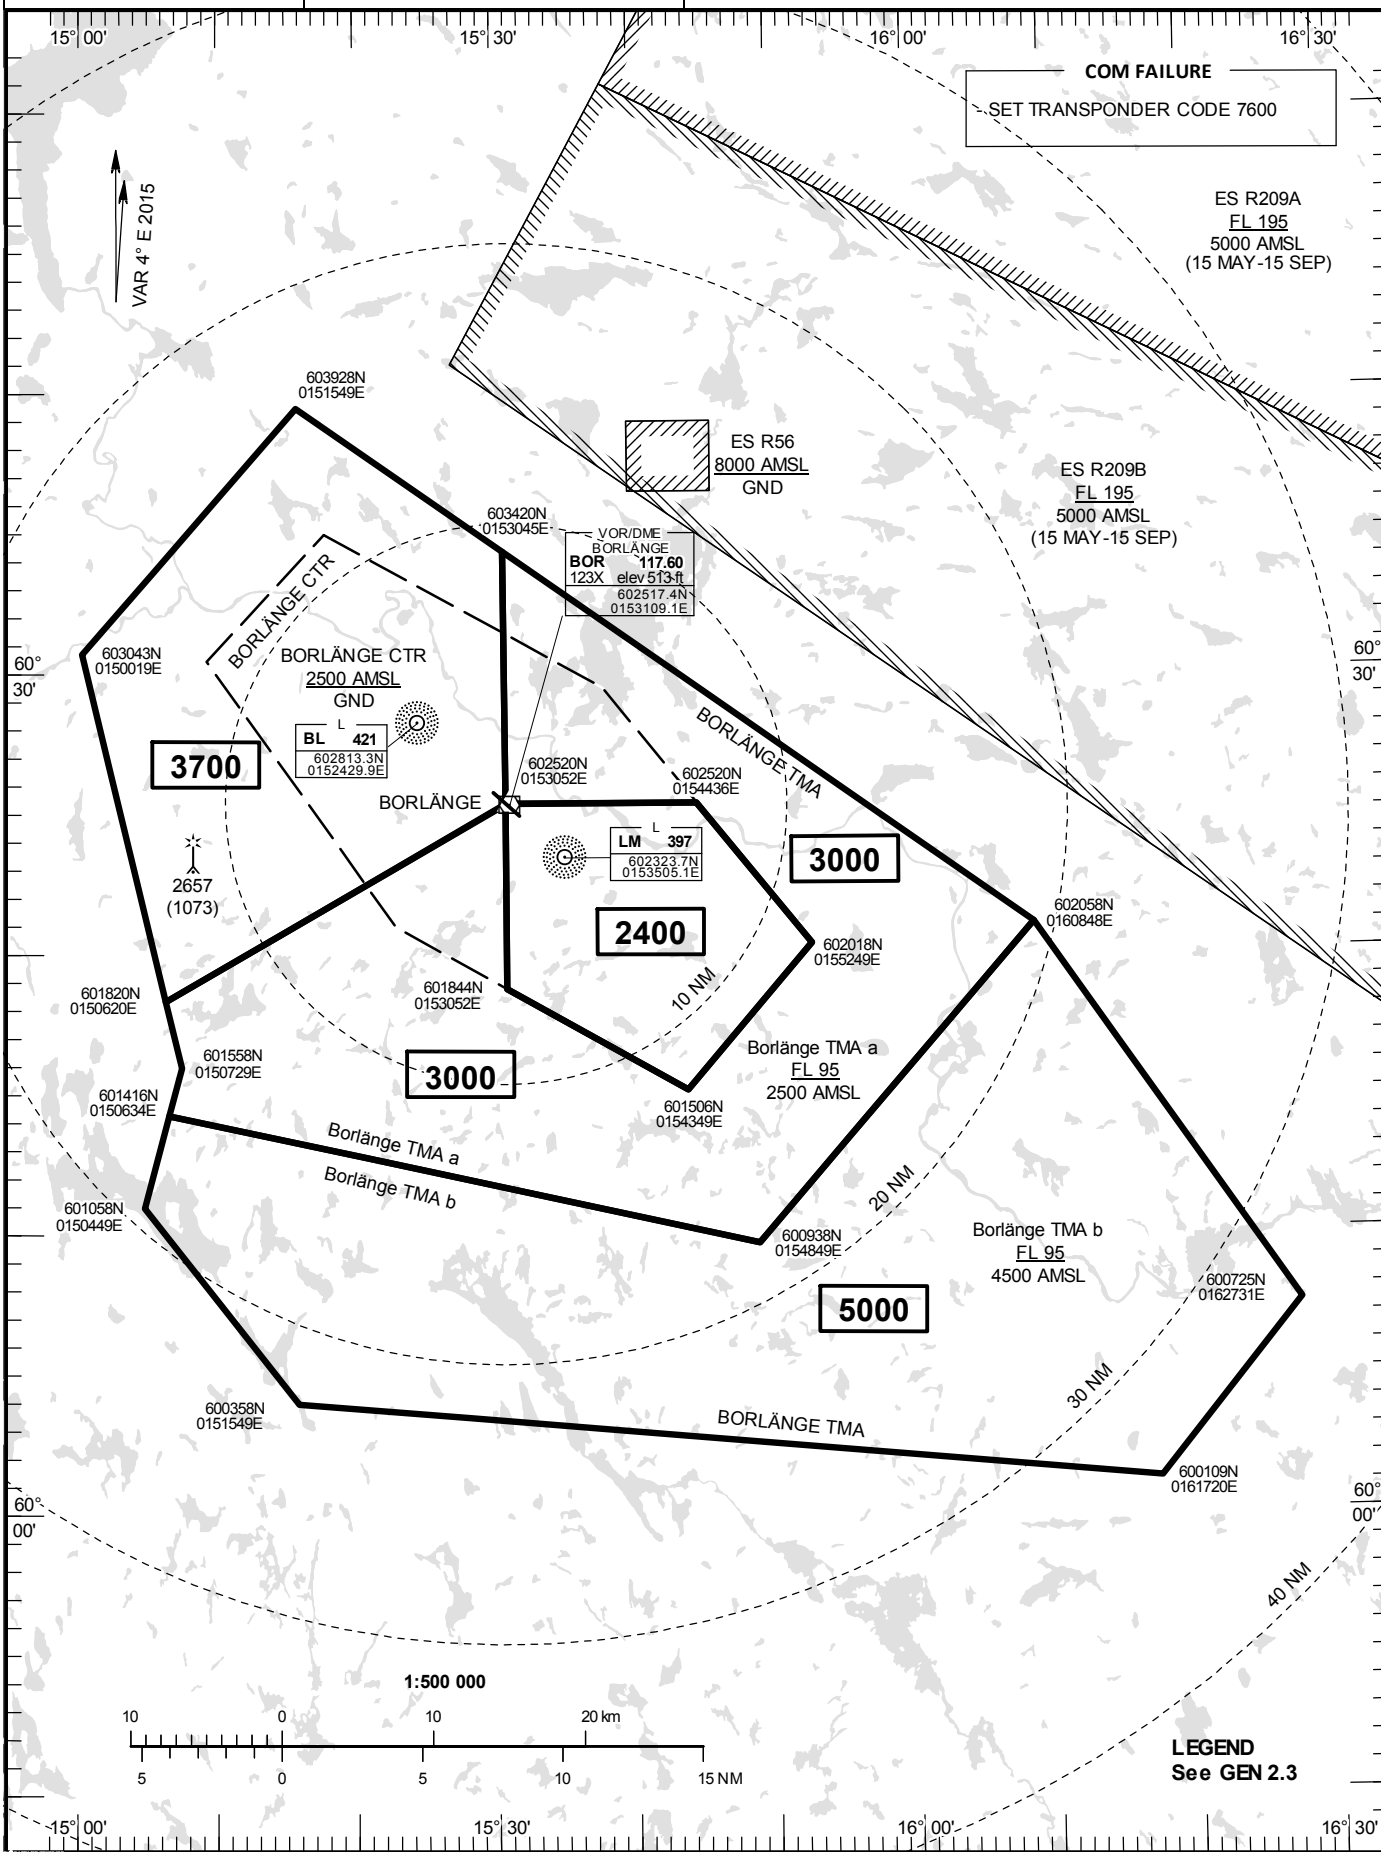 15° 00'
15° 30'
16° 00'
16° 30'
COM FAILURE
- SET TRANSPONDER CODE 7600
VAR 4° E 2015
ES R209A
FL 195
5000 AMSL
(15 MAY-15 SEP)
603928N
0151549E
ES R56
8000 AMSL
GND
ES R209B
FL 195
5000 AMSL
(15 MAY-15 SEP)
603420N
0153045E
VOR/DME
BORLÄNGE
BOR 117.60
123X elev 513 ft
602517.4N
0153109.1E
BORLÄNGE CTR
603043N
0150019E
60°
30'
60°
30'
BORLÄNGE CTR
2500 AMSL
GND
L
BL 421
602813.3N
0152429.9E
3700
BORLÄNGE TMA
602520N
0153052E
602520N
0154436E
BORLÄNGE
L
LM 397
602323.7N
0153505.1E
3000
2657
(1073)
2400
602058N
0160848E
602018N
0155249E
10 NM
601844N
0153052E
601820N
0150620E
601558N
0150729E
3000
Borlänge TMA a
FL 95
2500 AMSL
601416N
0150634E
601506N
0154349E
Borlänge TMA a
Borlänge TMA b
20 NM
601058N
0150449E
600938N
0154849E
Borlänge TMA b
FL 95
4500 AMSL
600725N
0162731E
5000
30 NM
600358N
0151549E
BORLÄNGE TMA
600109N
0161720E
60°
00'
60°
00'
40 NM
1:500 000
10 0 10 20 km
5 0 5 10 15 NM
LEGEND
See GEN 2.3
15° 00'
15° 30'
16° 00'
16° 30'